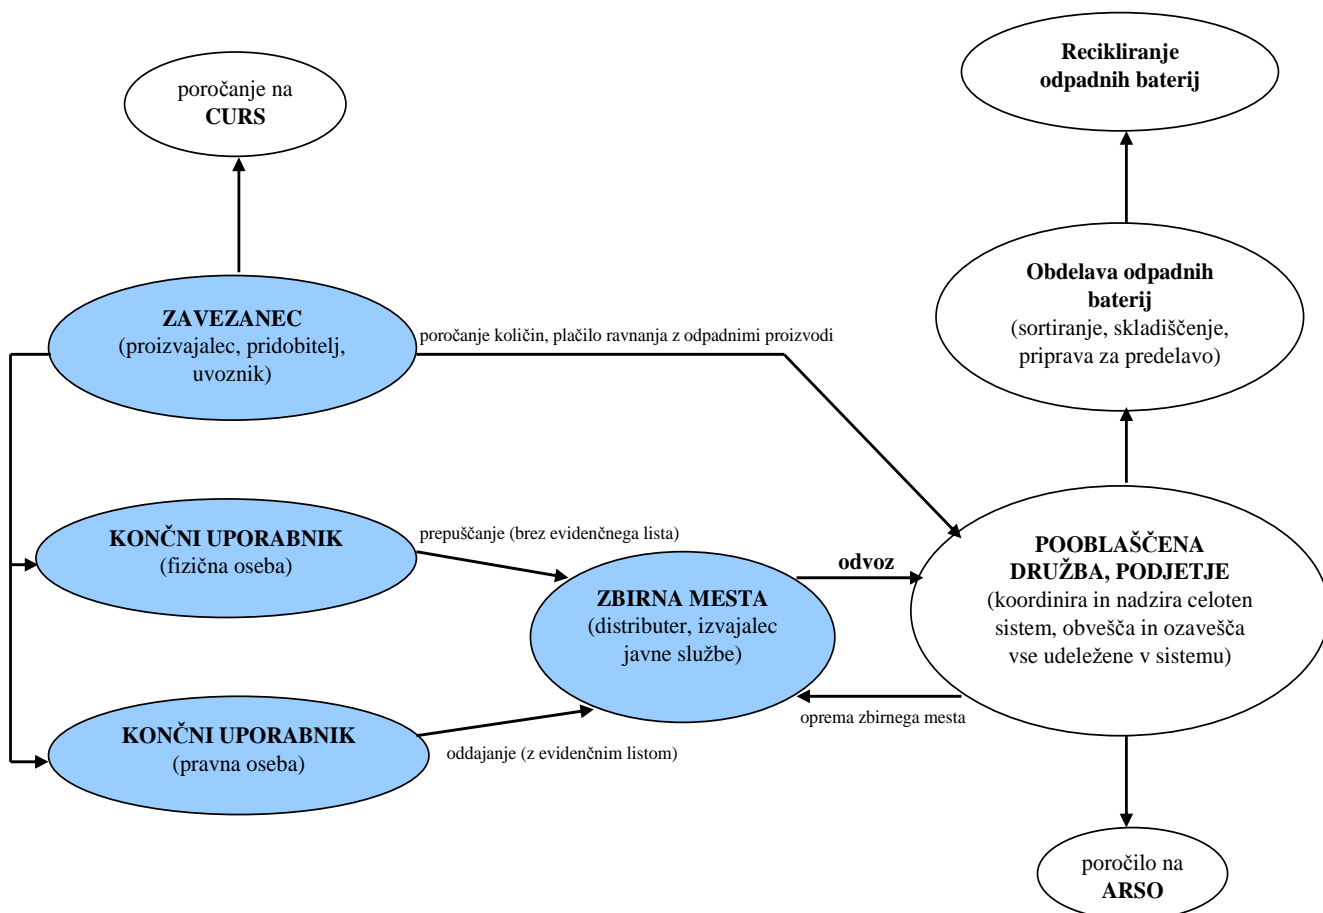 poročanje na
CURS
Recikliranje
odpadnih baterij
ZAVEZANEC
(proizvajalec, pridobitelj,
uvoznik)
poročanje količin, plačilo ravnanja z odpadnimi proizvodi
Obdelava odpadnih
baterij
(sortiranje, skladiščenje,
priprava za predelavo)
KONČNI UPORABNIK
(fizična oseba)
prepuščanje (brez evidenčnega lista)
ZBIRNA MESTA
(distributer, izvajalec
javne službe)
odvoz
POOBLAŠČENA
DRUŽBA, PODJETJE
(koordinira in nadzira celoten
sistem, obvešča in ozavešča
vse udeležene v sistemu)
oprema zbirnega mesta
KONČNI UPORABNIK
(pravna oseba)
oddajanje (z evidenčnim listom)
poročilo na
ARSO